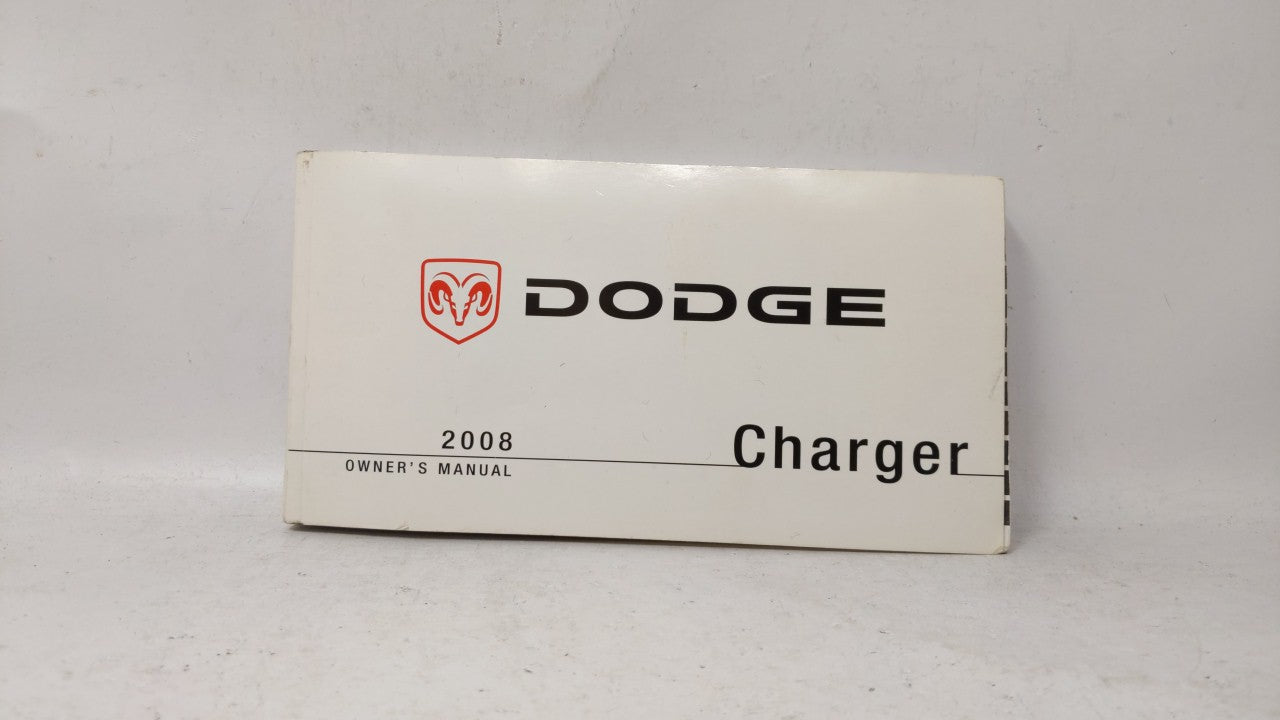 DODGE
2008
Charger
OWNER'S MANUAL